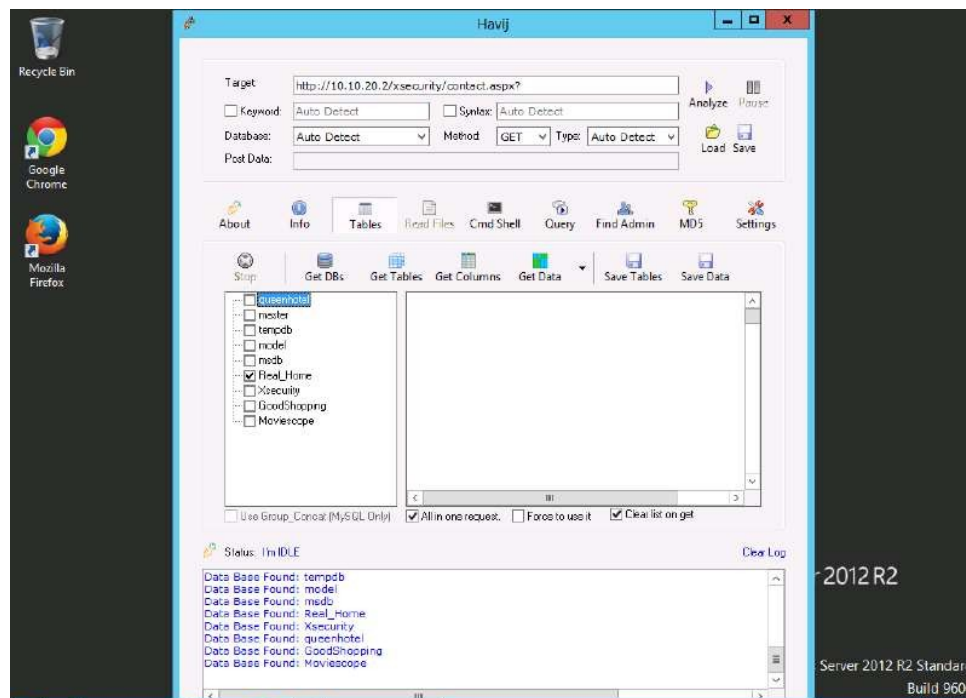 Havij
Recycle Bin
Google Chrome
Mozilla Firefox
Target: http://10.10.20.2/xsecurity/contact.aspx?
Analyze Pause
Keyword: Auto Detect Syntax: Auto Detect
Database: Auto Detect Method: GET Type: Auto Detect
Load Save
Post Data:
About Info Tables Read Files Cmd Shell Query Find Admin MD5 Settings
Stop Get DBs Get Tables Get Columns Get Data Save Tables Save Data
queenhotel
master
tempdb
model
msdb
Real_Home
Xsecurity
GoodShopping
Moviescope
Use Group_Concat (MySQL Only) All in one request. Force to use it Clear list on get
Status: I'm IDLE Clear Log
Data Base Found: tempdb
Data Base Found: model
Data Base Found: msdb
Data Base Found: Real_Home
Data Base Found: Xsecurity
Data Base Found: queenhotel
Data Base Found: GoodShopping
Data Base Found: Moviescope
2012 R2
Server 2012 R2 Standar
Build 960